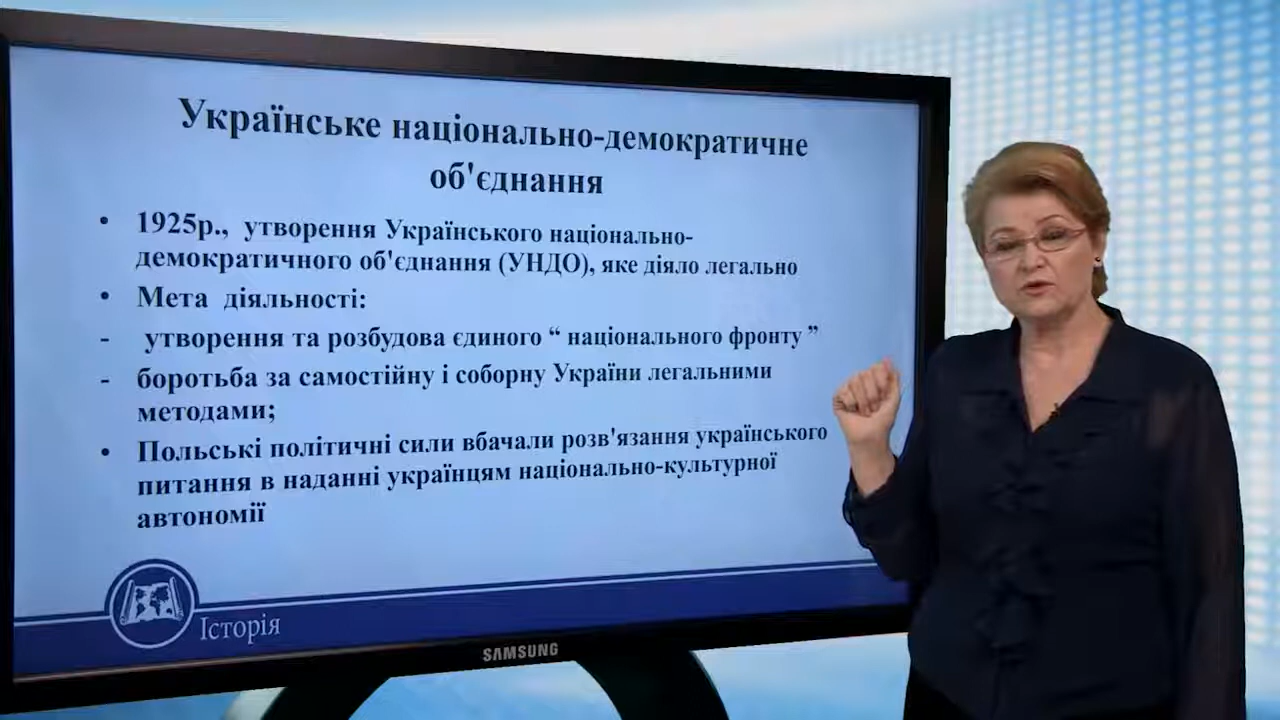 Українське національно-демократичне
об'єднання
• 1925р., утворення Українського національно-
демократичного об'єднання (УНДО), яке діяло легально
• Мета діяльності:
- утворення та розбудова єдиного “ національного фронту ”
- боротьба за самостійну і соборну України легальними
методами;
• Польські політичні сили вбачали розв'язання українського
питання в наданні українцям національно-культурної
автономії
Історія
SAMSUNG